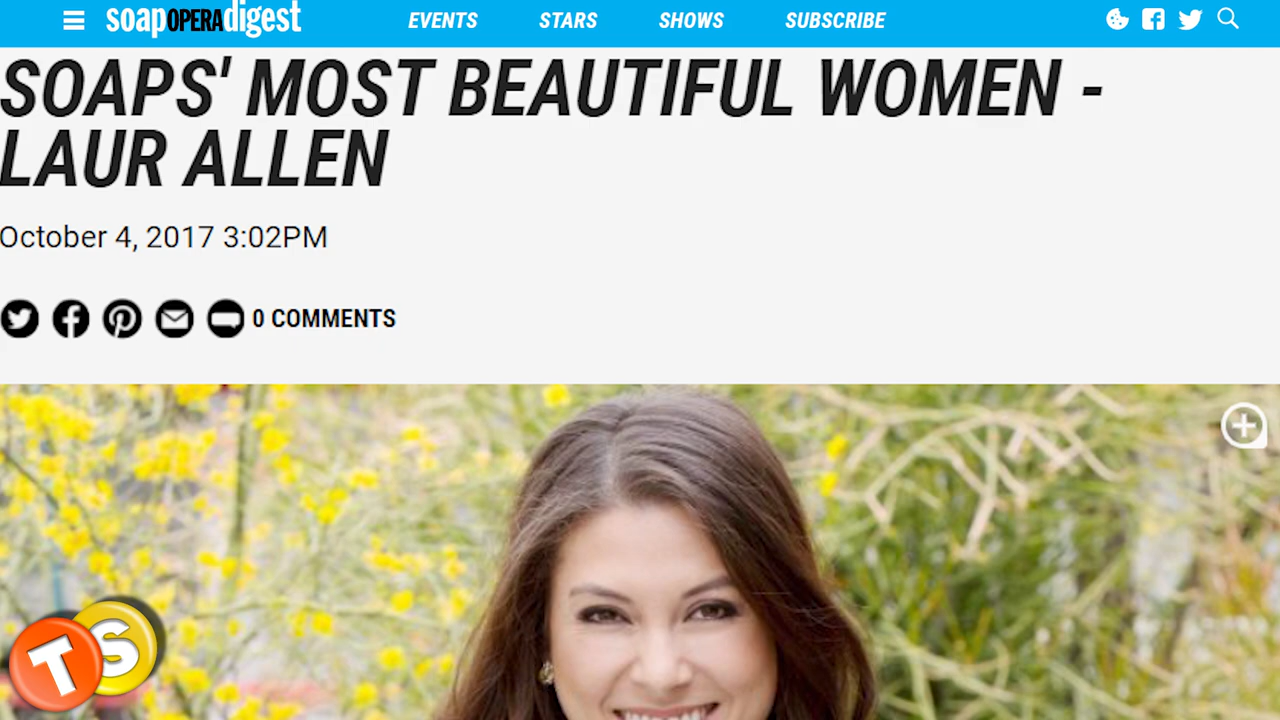 soapOPERAdigest EVENTS STARS SHOWS SUBSCRIBE
SOAPS' MOST BEAUTIFUL WOMEN -
LAUR ALLEN
October 4, 2017 3:02PM
0 COMMENTS
TS